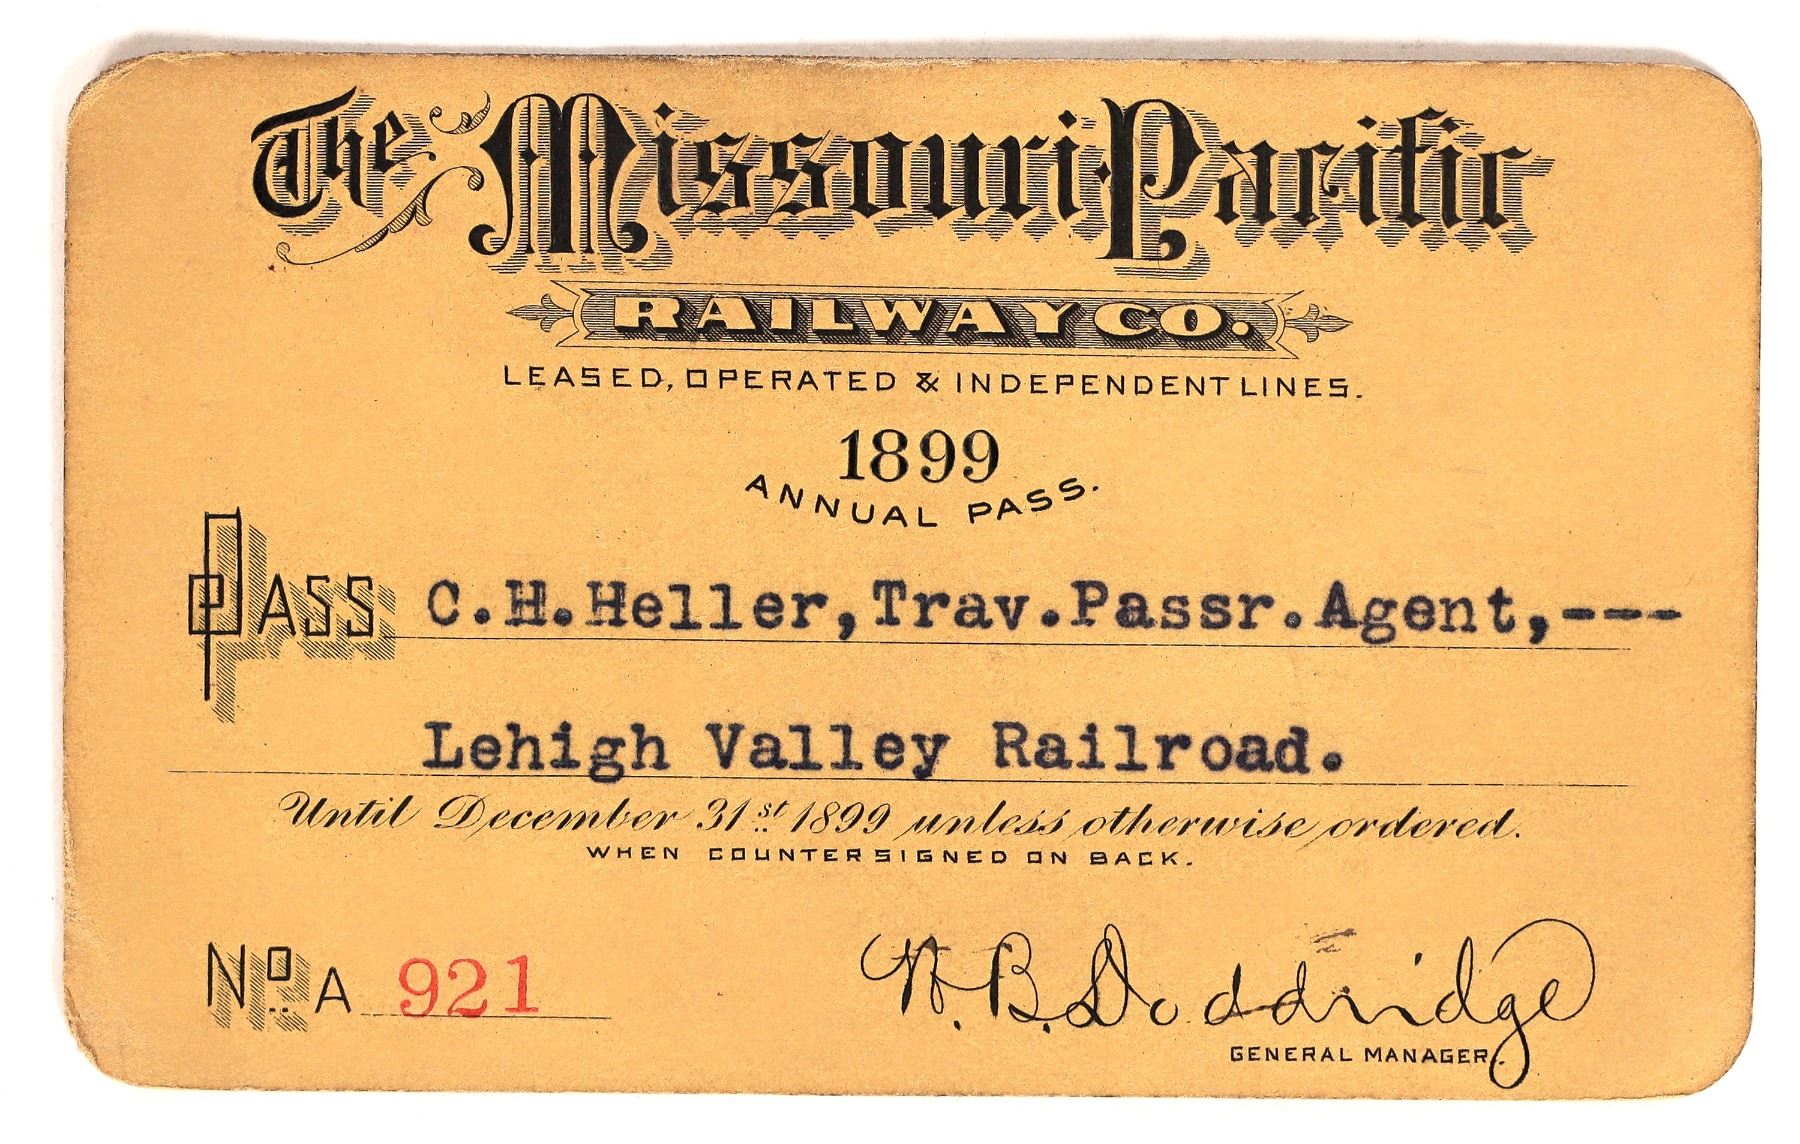 The Missouri Pacific
RAILWAY CO.
LEASED, OPERATED & INDEPENDENT LINES.
1899
ANNUAL PASS.
PASS C.H.Heller,Trav.Passr.Agent,---
Lehigh Valley Railroad.
Until December 31st 1899 unless otherwise ordered.
WHEN COUNTERSIGNED ON BACK.
No. A 921
W. B. Doddridge
GENERAL MANAGER.